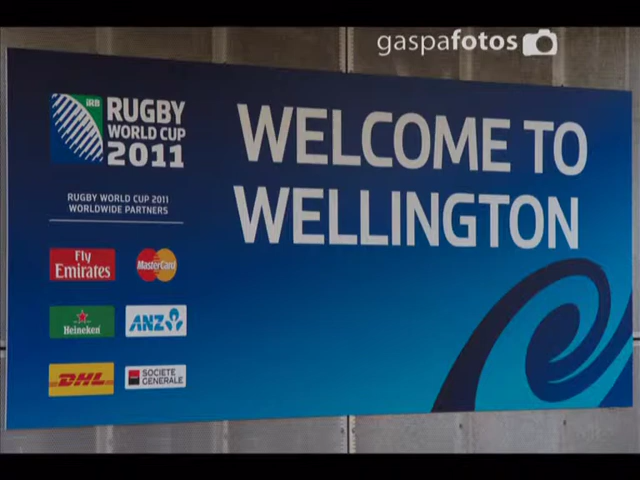 gaspafotos
iRB
RUGBY
WORLD CUP
2011
WELCOME TO
WELLINGTON
RUGBY WORLD CUP 2011
WORLDWIDE PARTNERS
Fly
Emirates
MasterCard
Heineken
ANZ
DHL
SOCIETE
GENERALE